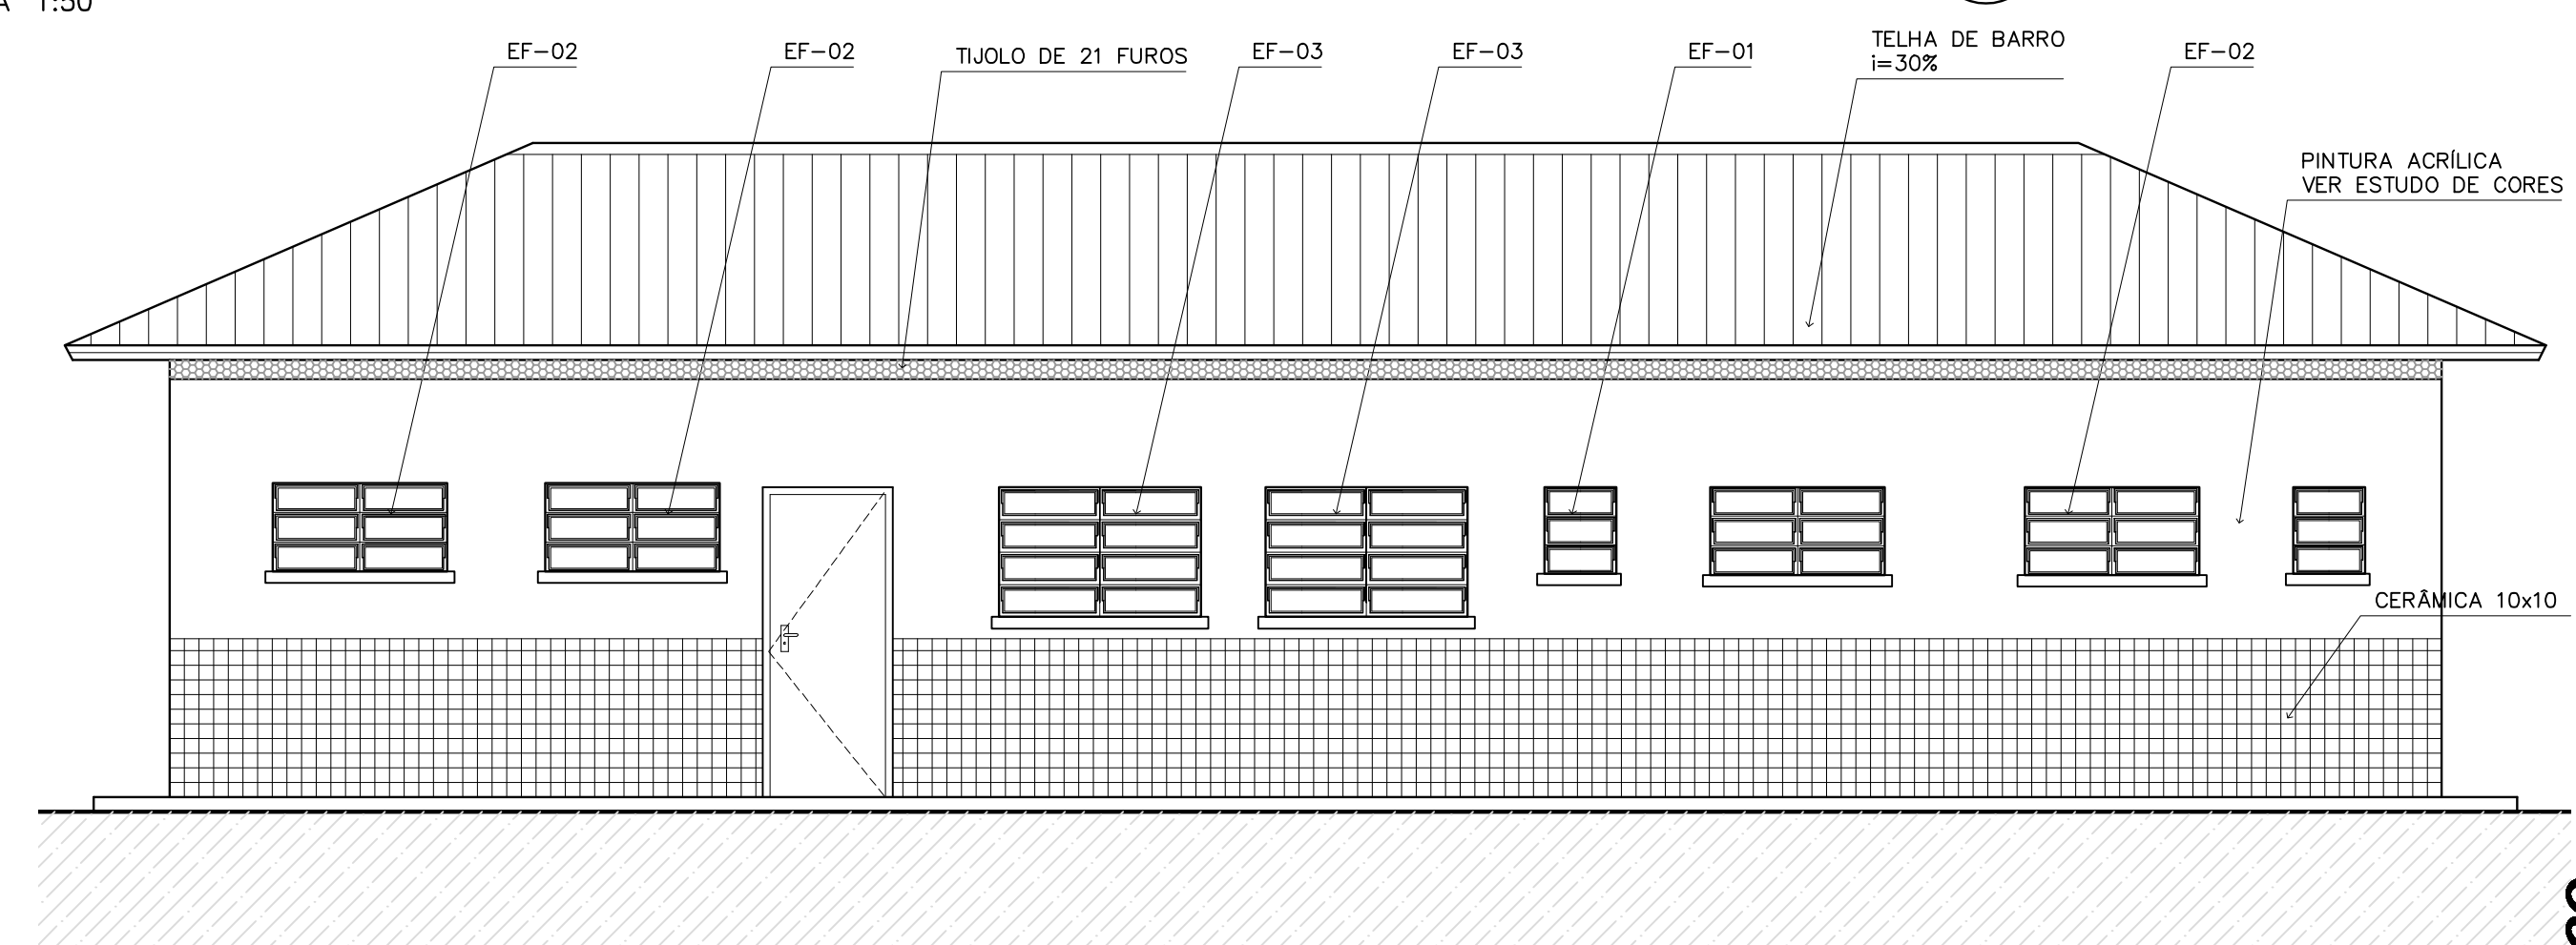 A 1:50
EF-02
EF-02
TIJOLO DE 21 FUROS
EF-03
EF-03
EF-01
TELHA DE BARRO
i=30%
EF-02
PINTURA ACRÍLICA
VER ESTUDO DE CORES
CERÂMICA 10x10